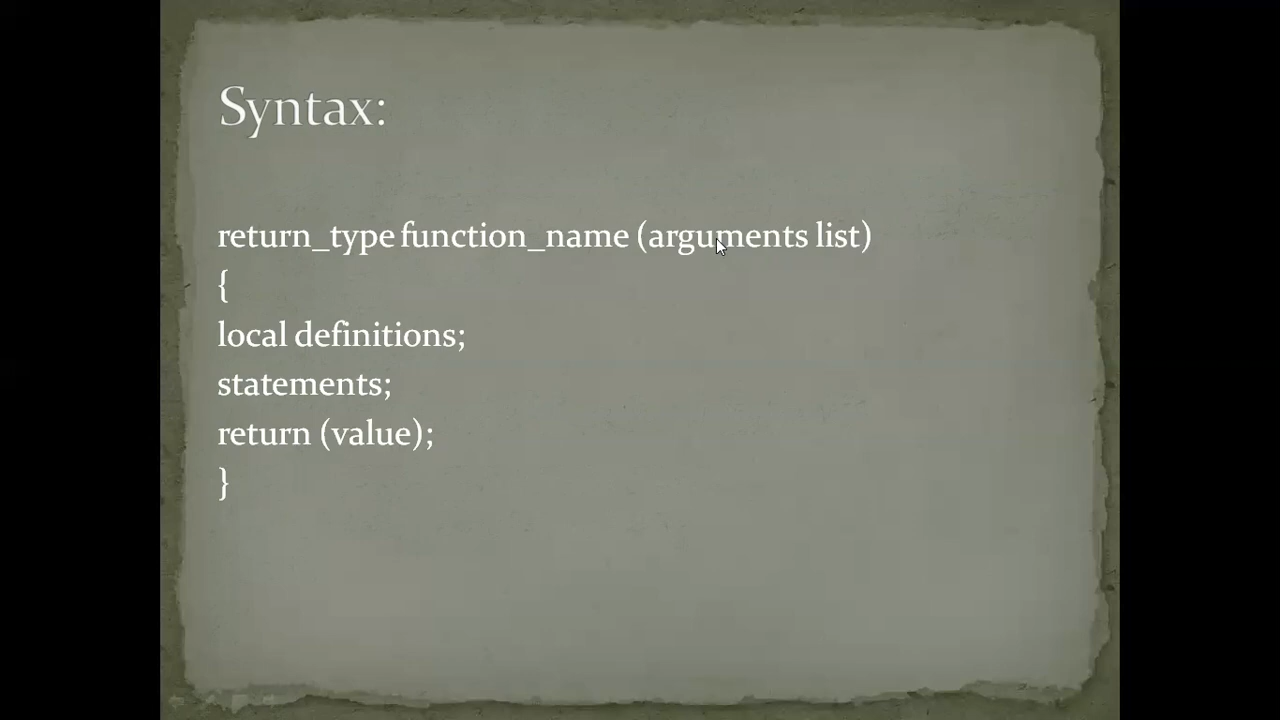 Syntax:
return_type function_name (arguments list)
{
local definitions;
statements;
return (value);
}